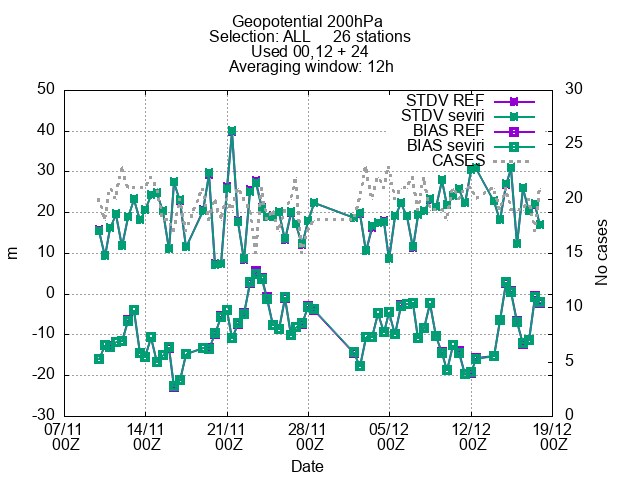 Geopotential 200hPa
Selection: ALL 26 stations
Used 00,12 + 24
Averaging window: 12h
STDV REF
STDV seviri
BIAS REF
BIAS seviri
CASES
50
40
30
20
10
0
-10
-20
-30
m
30
25
20
15
10
5
0
No cases
07/11 14/11 21/11 28/11 05/12 12/12 19/12
00Z 00Z 00Z 00Z 00Z 00Z 00Z
Date